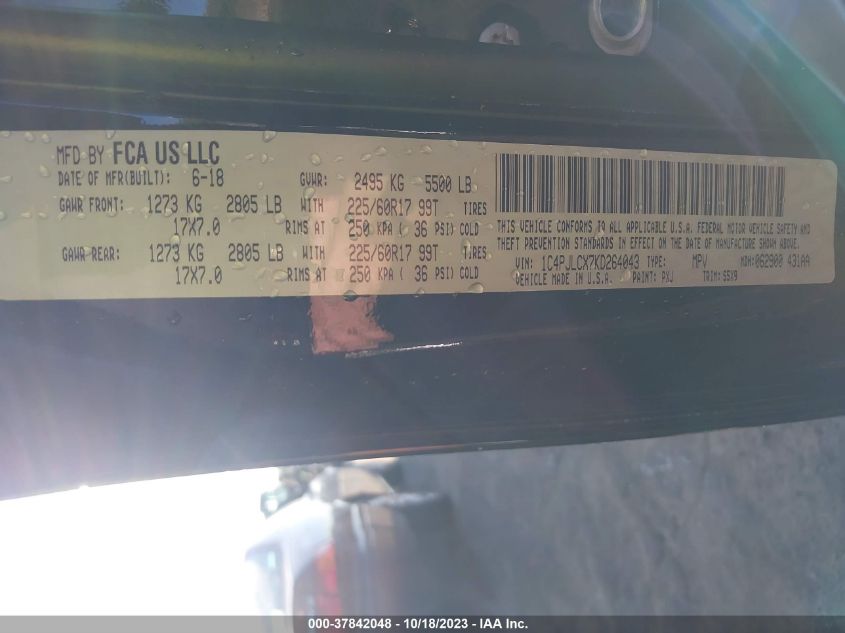 MFD BY FCA US LLC
DATE OF MFR(BUILT): 6-18 GVWR: 2495 KG 5500 LB
GAWR FRONT: 1273 KG 2805 LB WITH 225/60R17 99T TIRES
17X7.0 RIMS AT 250 KPA ( 36 PSI) COLD
GAWR REAR: 1273 KG 2805 LB WITH 225/60R17 99T TIRES
17X7.0 RIMS AT 250 KPA ( 36 PSI) COLD
THIS VEHICLE CONFORMS TO ALL APPLICABLE U.S.A. FEDERAL MOTOR VEHICLE SAFETY AND
THEFT PREVENTION STANDARDS IN EFFECT ON THE DATE OF MANUFACTURE SHOWN ABOVE.
VIN: 1C4PJLCX7KD264043 TYPE: MPV MDH: 062900 431AA
VEHICLE MADE IN U.S.A. PAINT: PXJ TRIM: S5X9
000-37842048 - 10/18/2023 - IAA Inc.